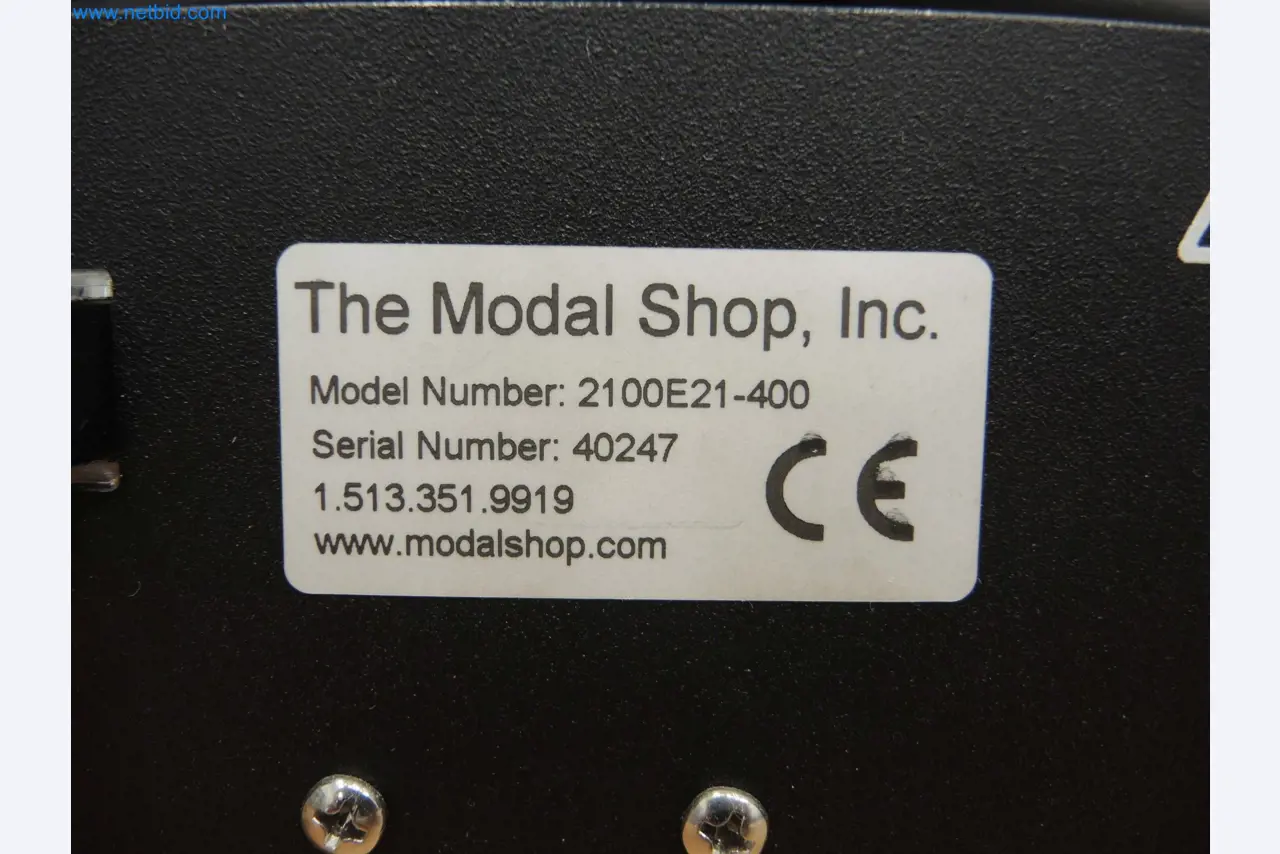 www.netbid.com
The Modal Shop, Inc.
Model Number: 2100E21-400
Serial Number: 40247
1.513.351.9919
www.modalshop.com
CE